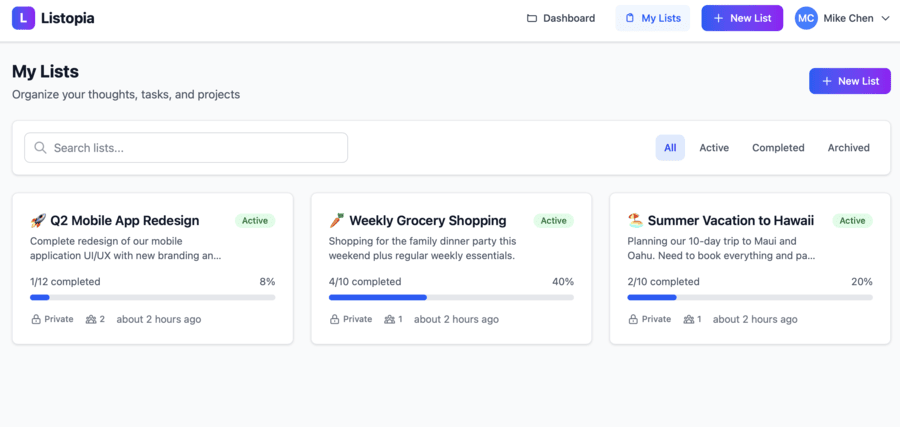 L Listopia
Dashboard
My Lists
+ New List
MC Mike Chen
My Lists
Organize your thoughts, tasks, and projects
+ New List
Search lists...
All
Active
Completed
Archived
🚀 Q2 Mobile App Redesign
Active
Complete redesign of our mobile
application UI/UX with new branding an...
1/12 completed
8%
Private
2
about 2 hours ago
🥕 Weekly Grocery Shopping
Active
Shopping for the family dinner party this
weekend plus regular weekly essentials.
4/10 completed
40%
Private
1
about 2 hours ago
🏖️ Summer Vacation to Hawaii
Active
Planning our 10-day trip to Maui and
Oahu. Need to book everything and pa...
2/10 completed
20%
Private
1
about 2 hours ago